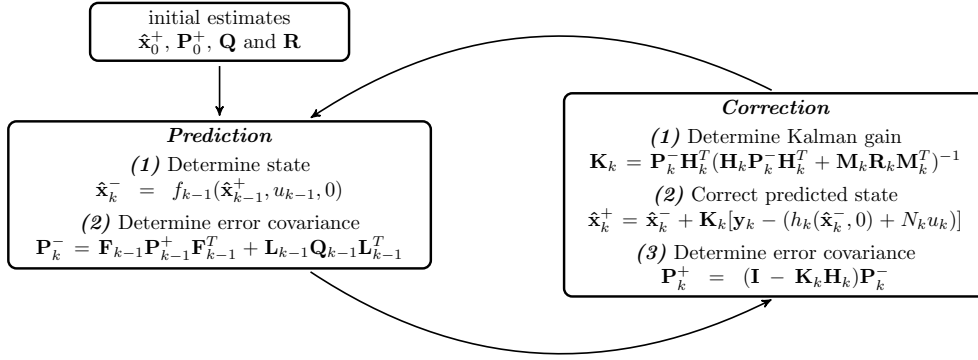 initial estimates
x̂₀⁺, P₀⁺, Q and R
Prediction
(1) Determine state
x̂ₖ⁻ = fₖ₋₁(x̂ₖ₋₁⁺, uₖ₋₁, 0)
(2) Determine error covariance
Pₖ⁻ = Fₖ₋₁Pₖ₋₁⁺Fₖ₋₁ᵀ + Lₖ₋₁Qₖ₋₁Lₖ₋₁ᵀ
Correction
(1) Determine Kalman gain
Kₖ = Pₖ⁻Hₖᵀ(HₖPₖ⁻Hₖᵀ + MₖRₖMₖᵀ)⁻¹
(2) Correct predicted state
x̂ₖ⁺ = x̂ₖ⁻ + Kₖ[yₖ − (hₖ(x̂ₖ⁻, 0) + Nₖuₖ)]
(3) Determine error covariance
Pₖ⁺ = (I − KₖHₖ)Pₖ⁻